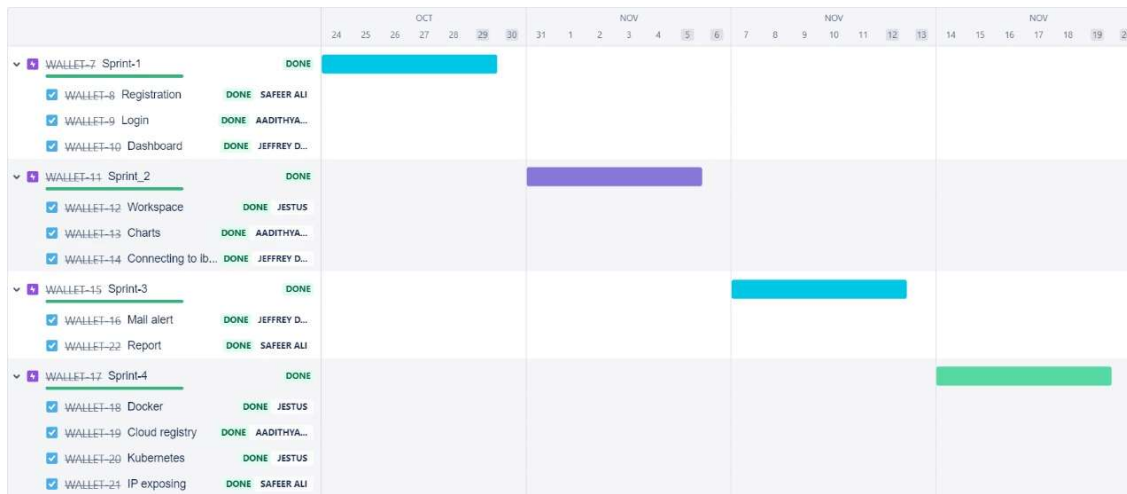 OCT NOV NOV NOV
24 25 26 27 28 29 30 31 1 2 3 4 5 6 7 8 9 10 11 12 13 14 15 16 17 18 19
WALLET-7 Sprint-1 DONE
WALLET-8 Registration DONE SAFEER ALI
WALLET-9 Login DONE AADITHYA...
WALLET-10 Dashboard DONE JEFFREY D...
WALLET-11 Sprint_2 DONE
WALLET-12 Workspace DONE JESTUS
WALLET-13 Charts DONE AADITHYA...
WALLET-14 Connecting to ib... DONE JEFFREY D...
WALLET-15 Sprint-3 DONE
WALLET-16 Mail alert DONE JEFFREY D...
WALLET-22 Report DONE SAFEER ALI
WALLET-17 Sprint-4 DONE
WALLET-18 Docker DONE JESTUS
WALLET-19 Cloud registry DONE AADITHYA...
WALLET-20 Kubernetes DONE JESTUS
WALLET-21 IP exposing DONE SAFEER ALI